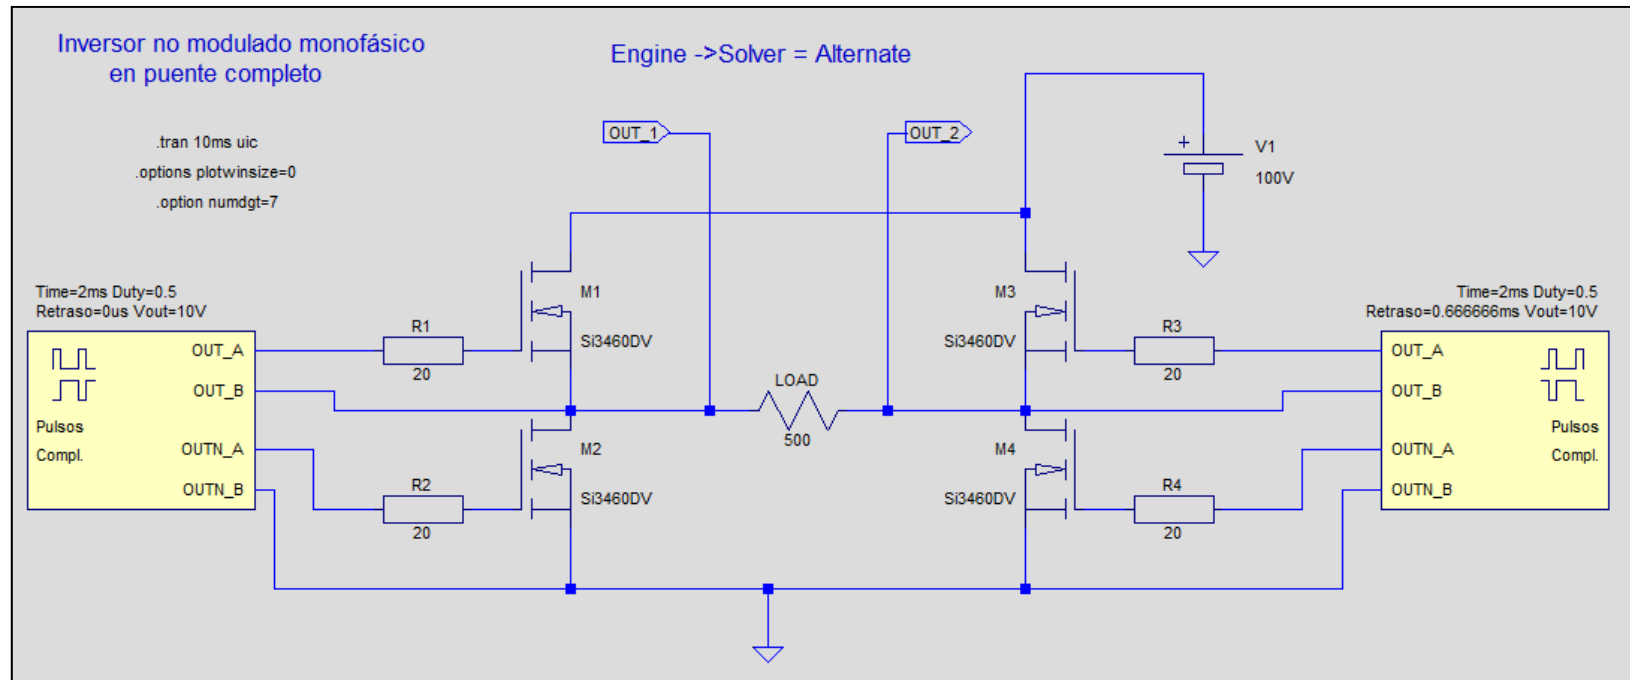 Inversor no modulado monofásico
en puente completo
Engine ->Solver = Alternate
.tran 10ms uic
.options plotwinsize=0
.option numdgt=7
OUT_1
OUT_2
V1
100V
Time=2ms Duty=0.5
Retraso=0us Vout=10V
OUT_A
OUT_B
OUTN_A
OUTN_B
Pulsos
Compl.
R1
20
R2
20
M1
Si3460DV
M2
Si3460DV
LOAD
500
M3
Si3460DV
M4
Si3460DV
R3
20
R4
20
Time=2ms Duty=0.5
Retraso=0.666666ms Vout=10V
OUT_A
OUT_B
OUTN_A
OUTN_B
Pulsos
Compl.